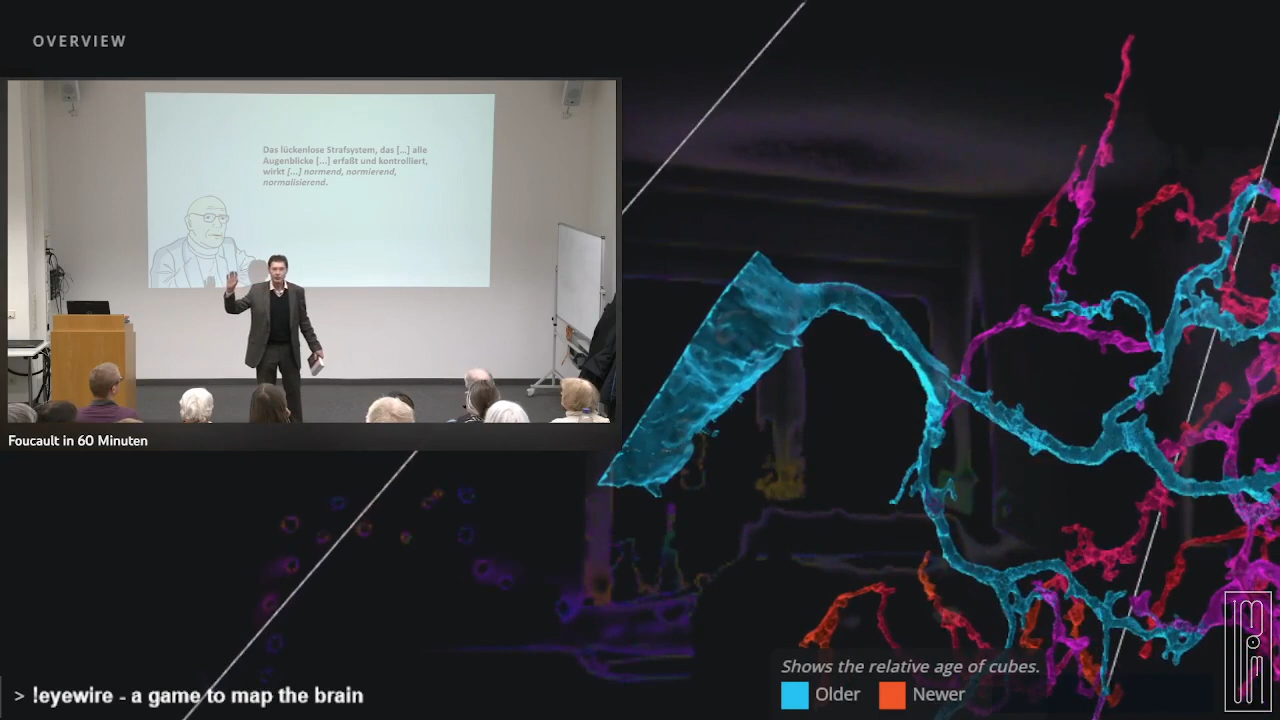 OVERVIEW
Das lückenlose Strafsystem, das [...] alle
Augenblicke [...] erfaßt und kontrolliert,
wirkt [...] normend, normierend,
normalisierend.
Foucault in 60 Minuten
Shows the relative age of cubes.
Older Newer
> !eyewire - a game to map the brain